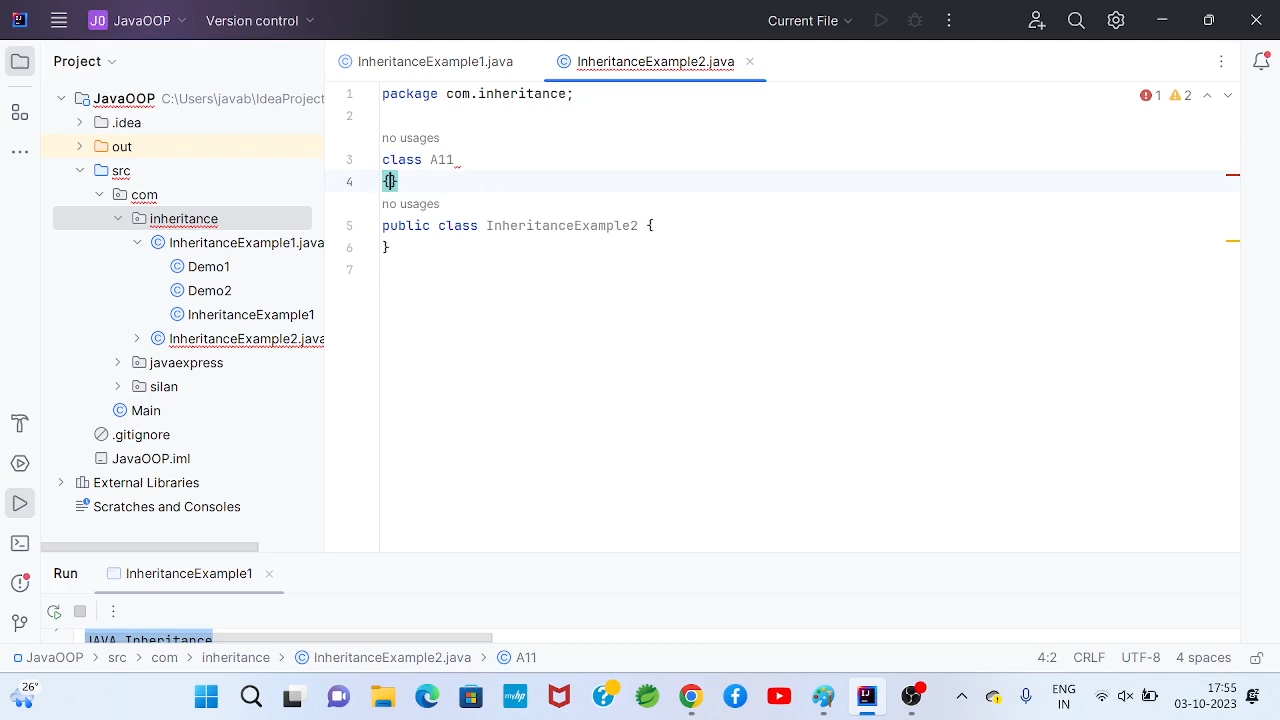 JO JavaOOP Version control Current File
Project
InheritanceExample1.java InheritanceExample2.java
JavaOOP C:\Users\javab\IdeaProject
.idea
out
src
com
inheritance
InheritanceExample1.java
Demo1
Demo2
InheritanceExample1
InheritanceExample2.java
javaexpress
silan
Main
.gitignore
JavaOOP.iml
External Libraries
Scratches and Consoles
1 package com.inheritance;
2
no usages
3 class A11
4 {}
no usages
5 public class InheritanceExample2 {
6 }
7
1 2
Run InheritanceExample1
JAVA Inheritance
JavaOOP > src > com > inheritance > InheritanceExample2.java > A11 4:2 CRLF UTF-8 4 spaces
26°
myhp
ENG
IN
17:55
03-10-2023